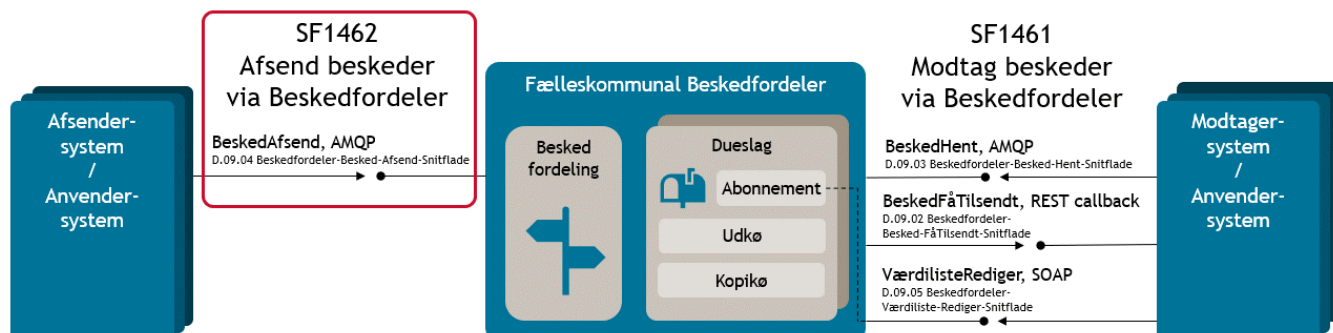 Afsender-
system
/
Anvender-
system
SF1462
Afsend beskeder
via Beskedfordeler
BeskedAfsend, AMQP
D.09.04 Beskedfordeler-Besked-Afsend-Snitflade
Fælleskommunal Beskedfordeler
Besked
fordeling
Dueslag
Abonnement
Udkø
Kopikø
SF1461
Modtag beskeder
via Beskedfordeler
BeskedHent, AMQP
D.09.03 Beskedfordeler-Besked-Hent-Snitflade
BeskedFåTilsendt, REST callback
D.09.02 Beskedfordeler-
Besked-FåTilsendt-Snitflade
VærdilisteRediger, SOAP
D.09.05 Beskedfordeler-
Værdiliste-Rediger-Snitflade
Modtager-
system
/
Anvender-
system